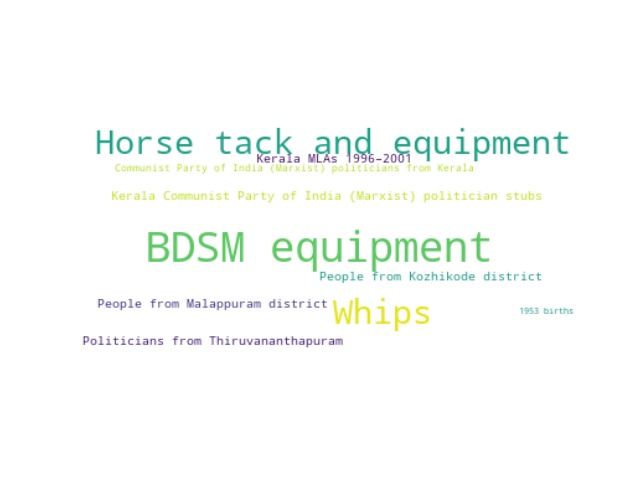 Horse tack and equipment
Kerala MLAs 1996-2001
Communist Party of India (Marxist) politicians from Kerala
Kerala Communist Party of India (Marxist) politician stubs
BDSM equipment
People from Kozhikode district
People from Malappuram district
Whips
1953 births
Politicians from Thiruvananthapuram